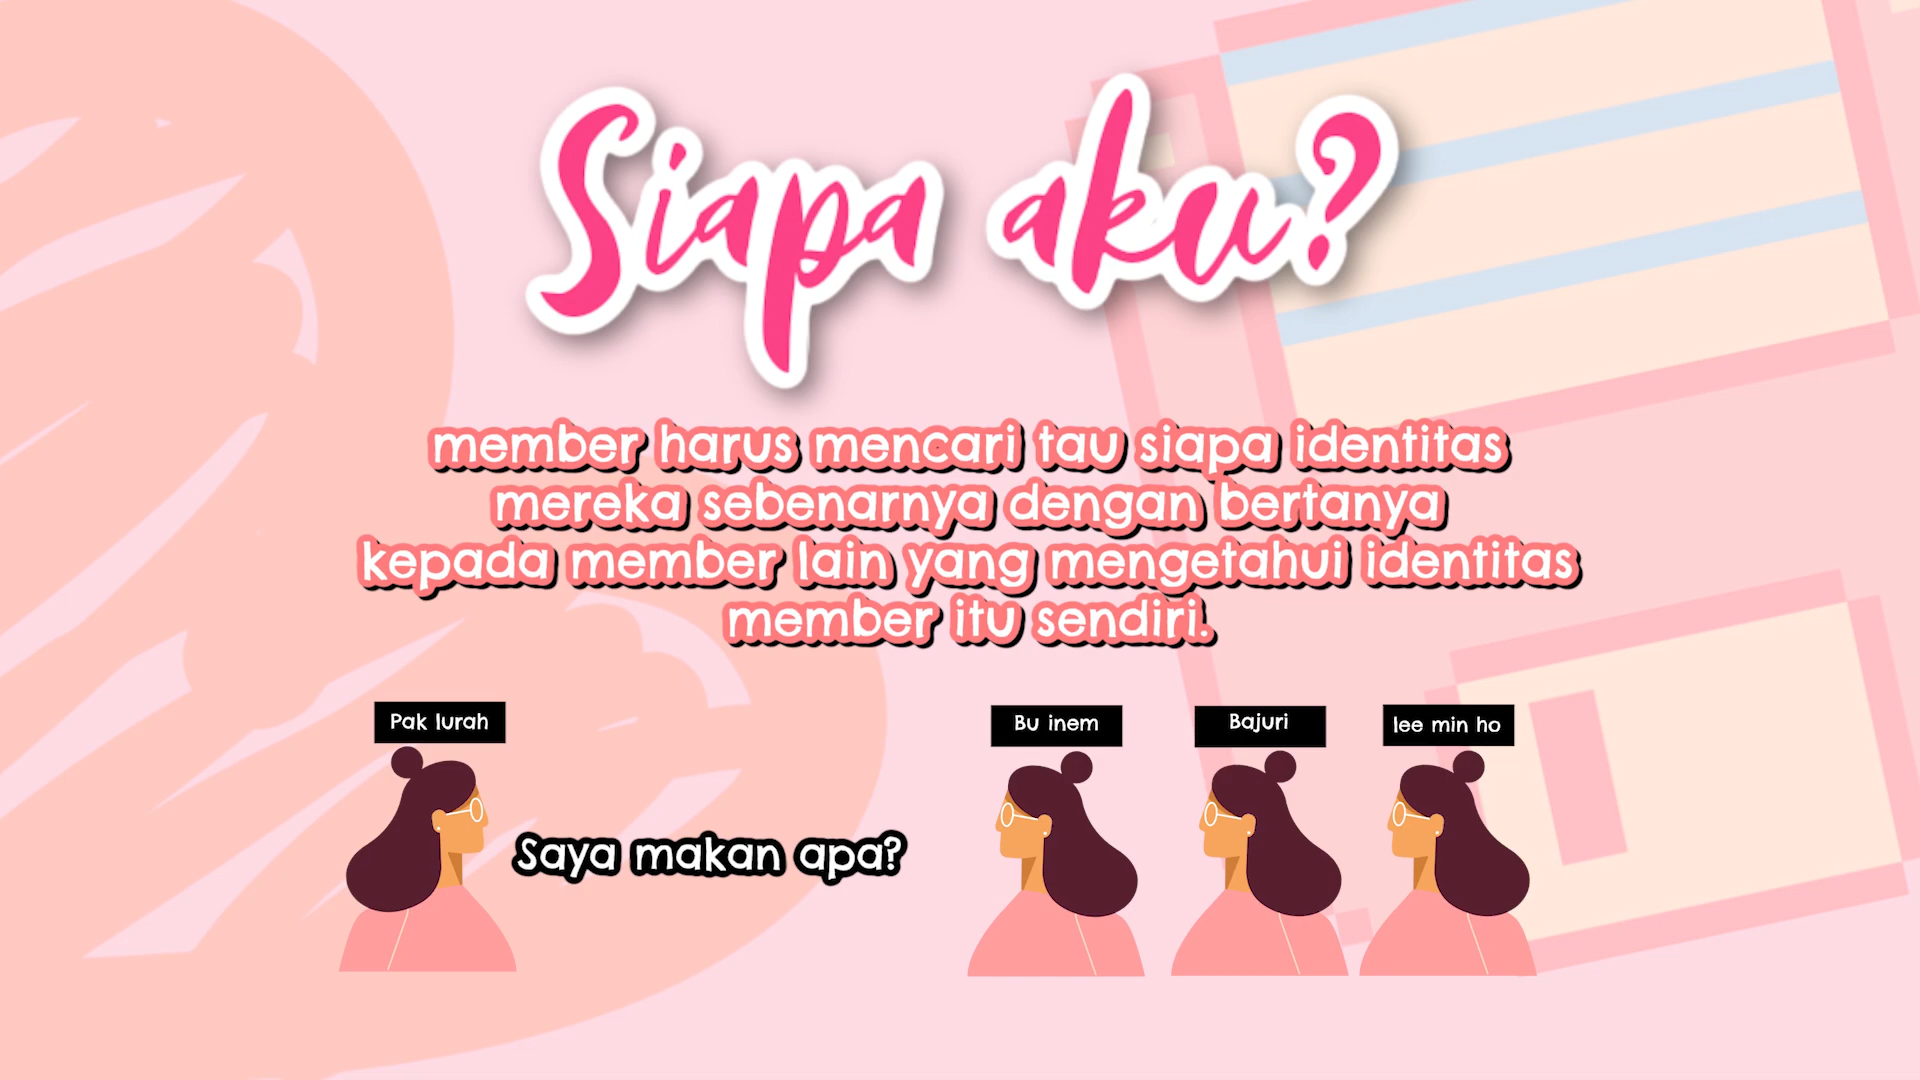 Siapa aku?
member harus mencari tau siapa identitas
mereka sebenarnya dengan bertanya
kepada member lain yang mengetahui identitas
member itu sendiri.
Pak lurah
Bu inem
Bajuri
lee min ho
Saya makan apa?